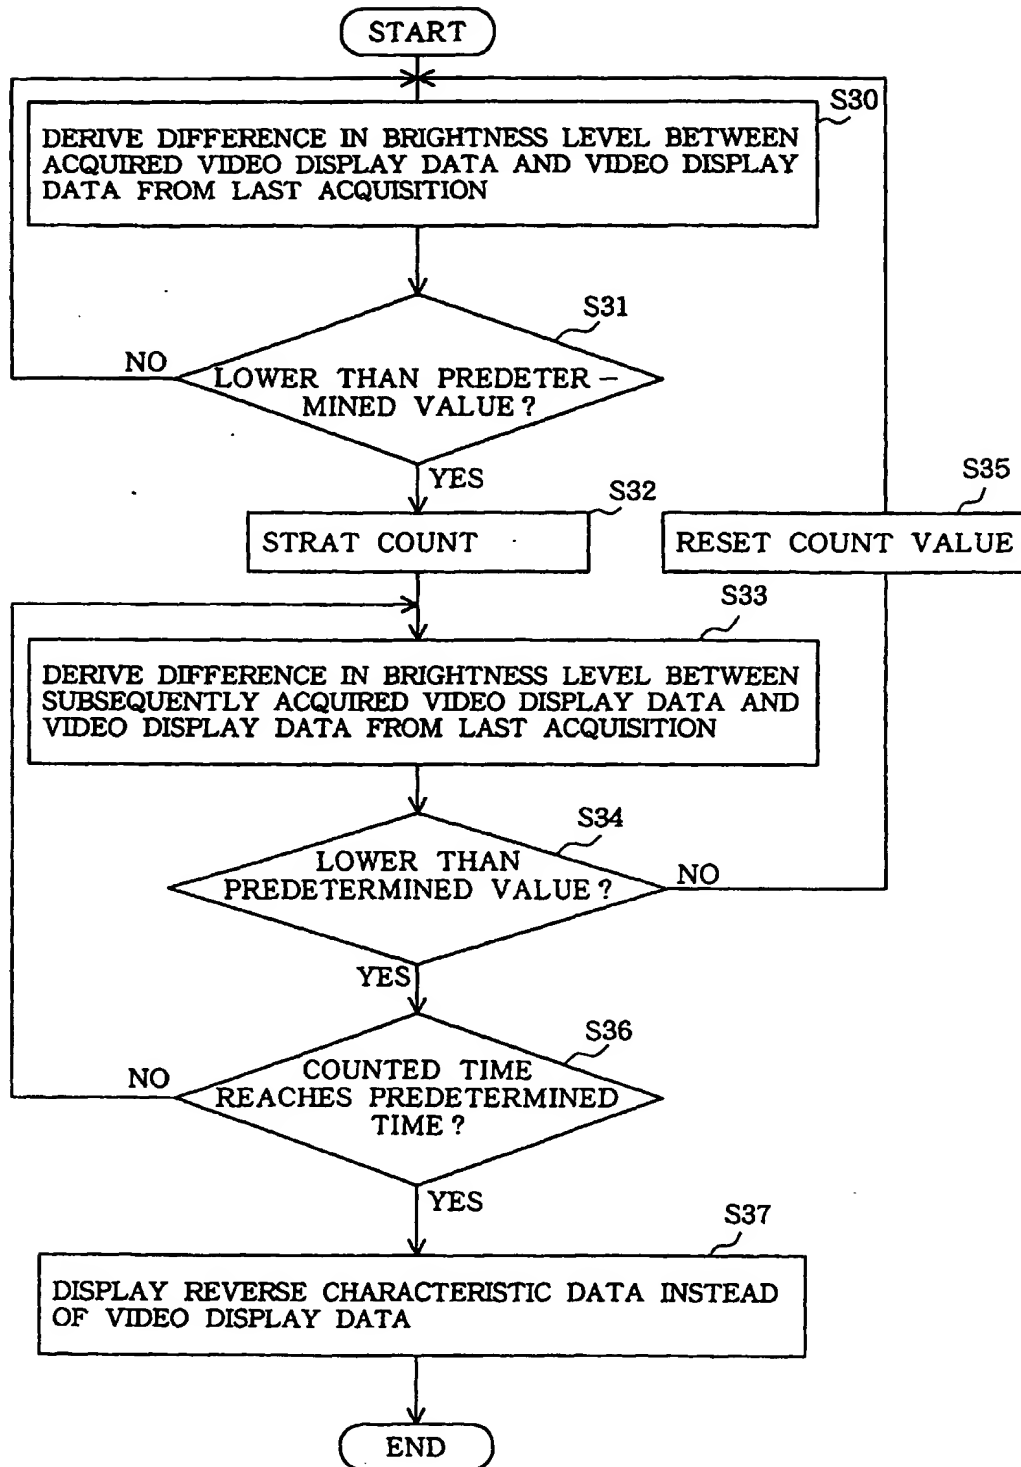 START
S30
DERIVE DIFFERENCE IN BRIGHTNESS LEVEL BETWEEN
ACQUIRED VIDEO DISPLAY DATA AND VIDEO DISPLAY
DATA FROM LAST ACQUISITION
S31
NO
LOWER THAN PREDETER-
MINED VALUE?
YES
S32
STRAT COUNT
S35
RESET COUNT VALUE
S33
DERIVE DIFFERENCE IN BRIGHTNESS LEVEL BETWEEN
SUBSEQUENTLY ACQUIRED VIDEO DISPLAY DATA AND
VIDEO DISPLAY DATA FROM LAST ACQUISITION
S34
LOWER THAN
PREDETERMINED VALUE?
NO
YES
S36
COUNTED TIME
REACHES PREDETERMINED
TIME?
NO
YES
S37
DISPLAY REVERSE CHARACTERISTIC DATA INSTEAD
OF VIDEO DISPLAY DATA
END